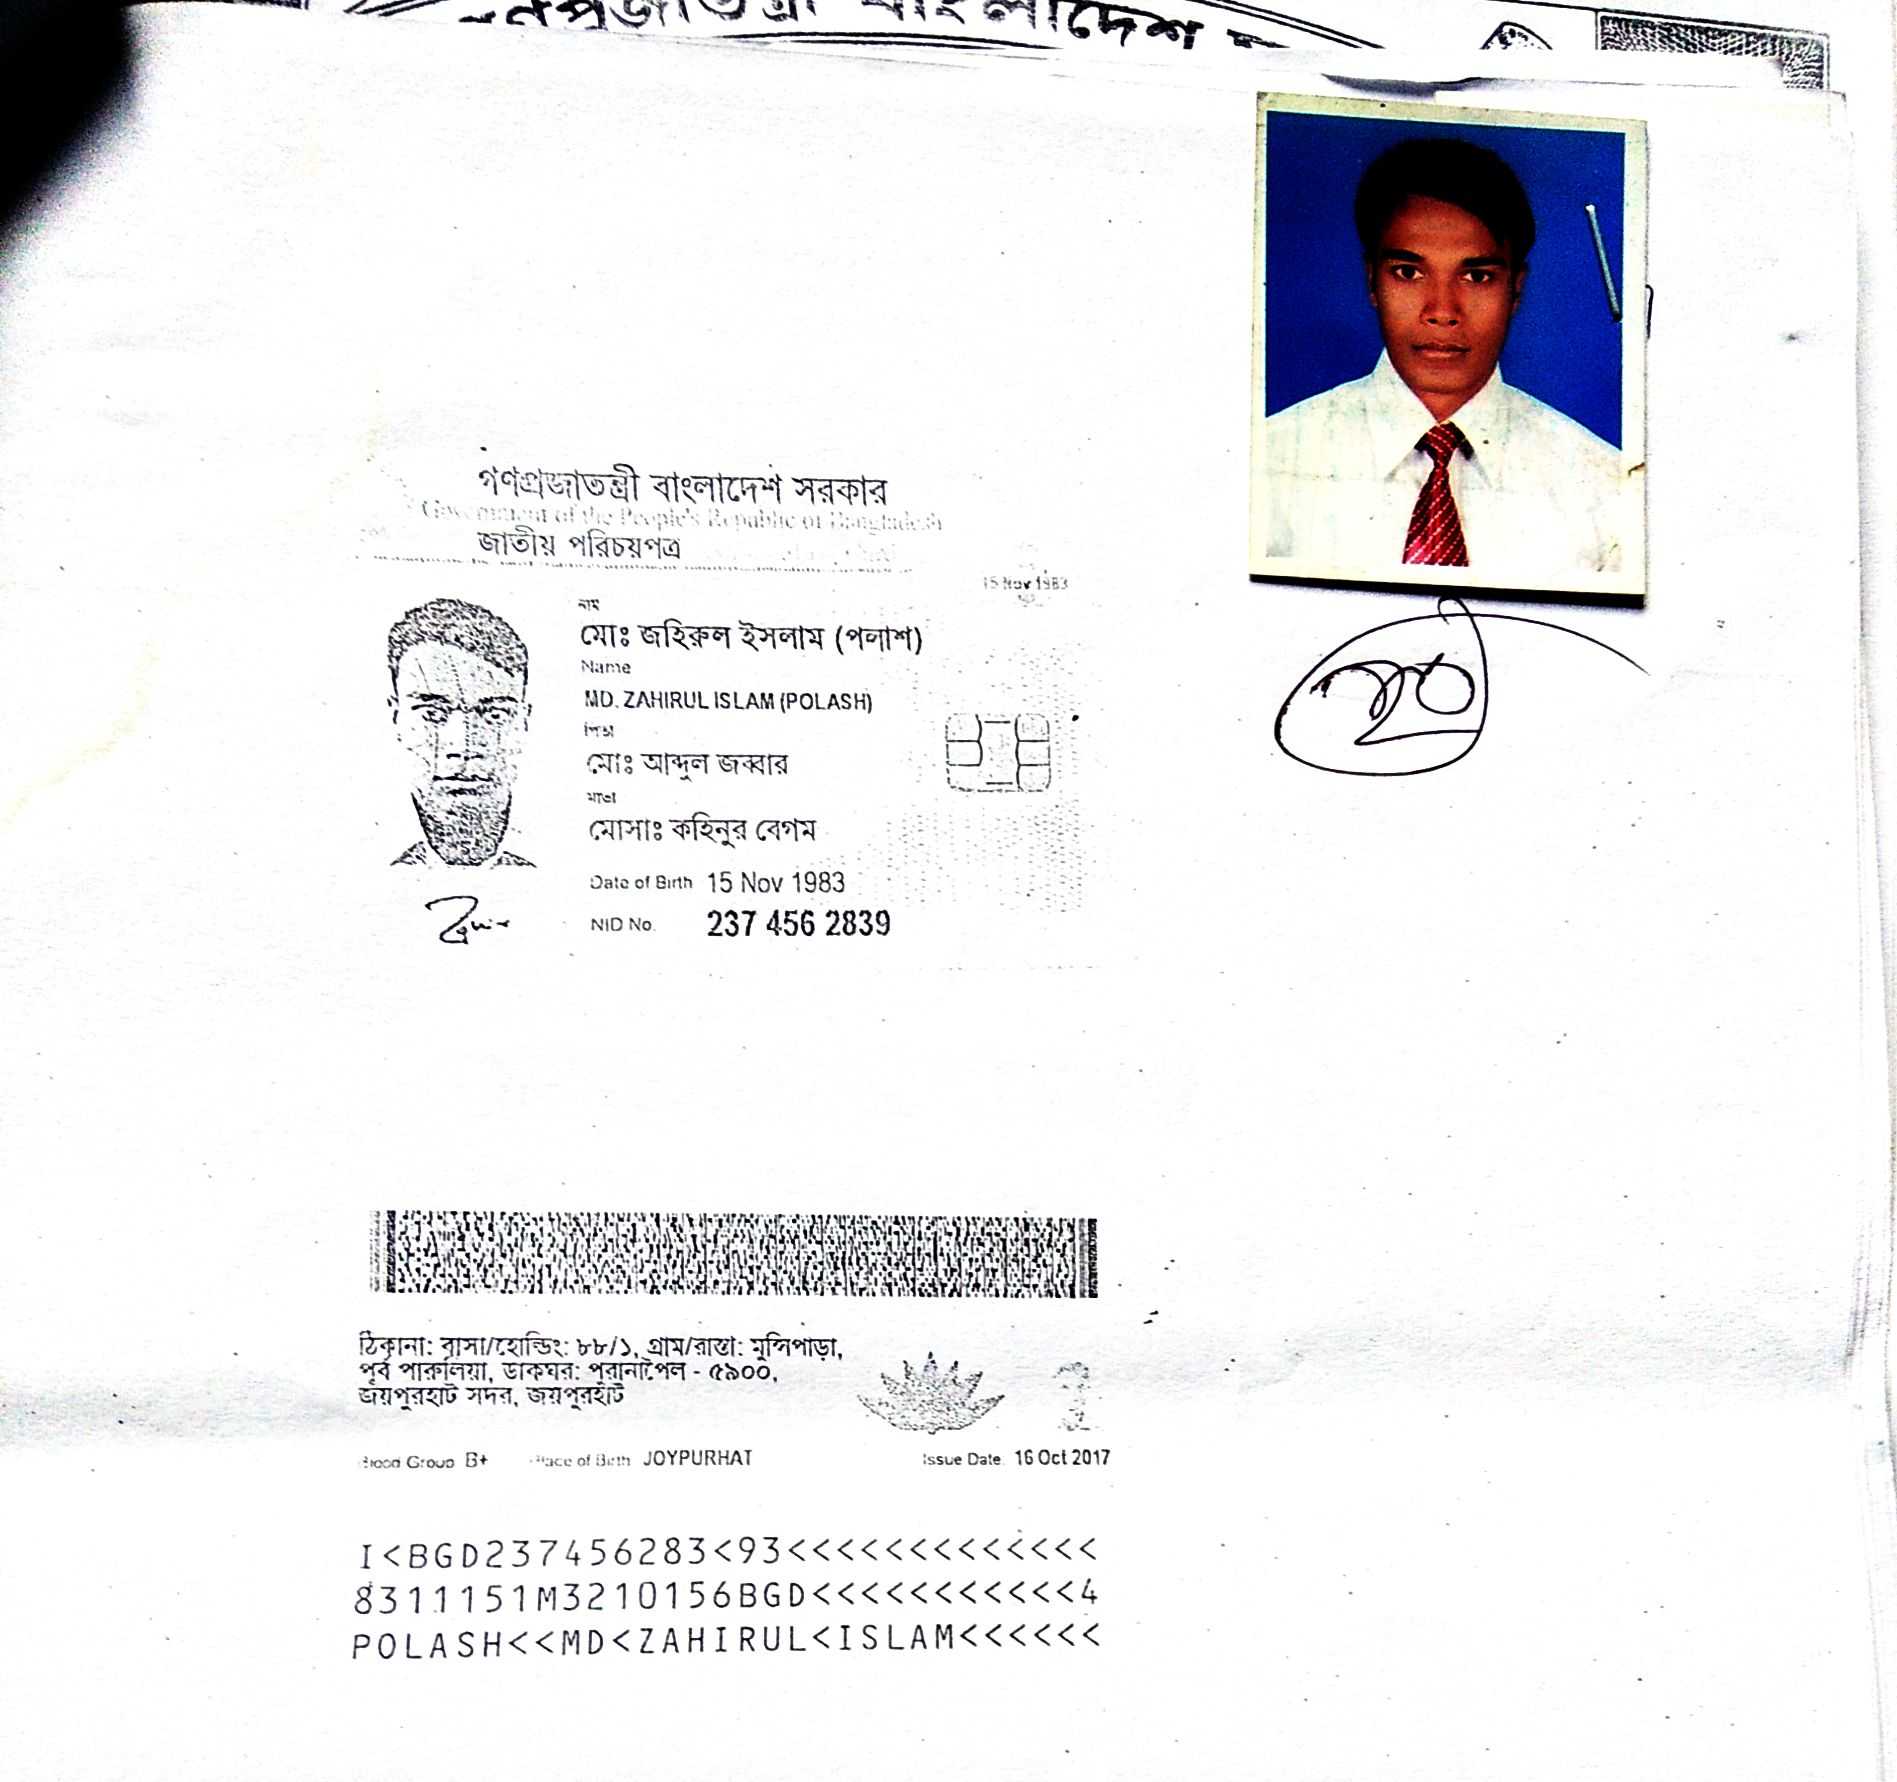 গণপ্রজাতন্ত্রী বাংলাদেশ
গণপ্রজাতন্ত্রী বাংলাদেশ সরকার
Government of the People's Republic of Bangladesh
জাতীয় পরিচয়পত্র
15 Nov 1983
নাম
মোঃ জহিরুল ইসলাম (পলাশ)
Name
MD. ZAHIRUL ISLAM (POLASH)
পিতা
মোঃ আব্দুল জব্বার
মাতা
মোসাঃ কহিনুর বেগম
Date of Birth 15 Nov 1983
NID No. 237 456 2839
ঠিকানা: বাসা/হোল্ডিং: ৮৮/১, গ্রাম/রাস্তা: মুন্সিপাড়া,
পূর্ব পারুলিয়া, ডাকঘর: পুরানাপৈল - ৫৯০০,
জয়পুরহাট সদর, জয়পুরহাট
Blood Group B+ Place of Birth JOYPURHAT Issue Date 16 Oct 2017
I<BGD237456283<93<<<<<<<<<<<<<
8311151M3210156BGD<<<<<<<<<<<4
POLASH<<MD<ZAHIRUL<ISLAM<<<<<<